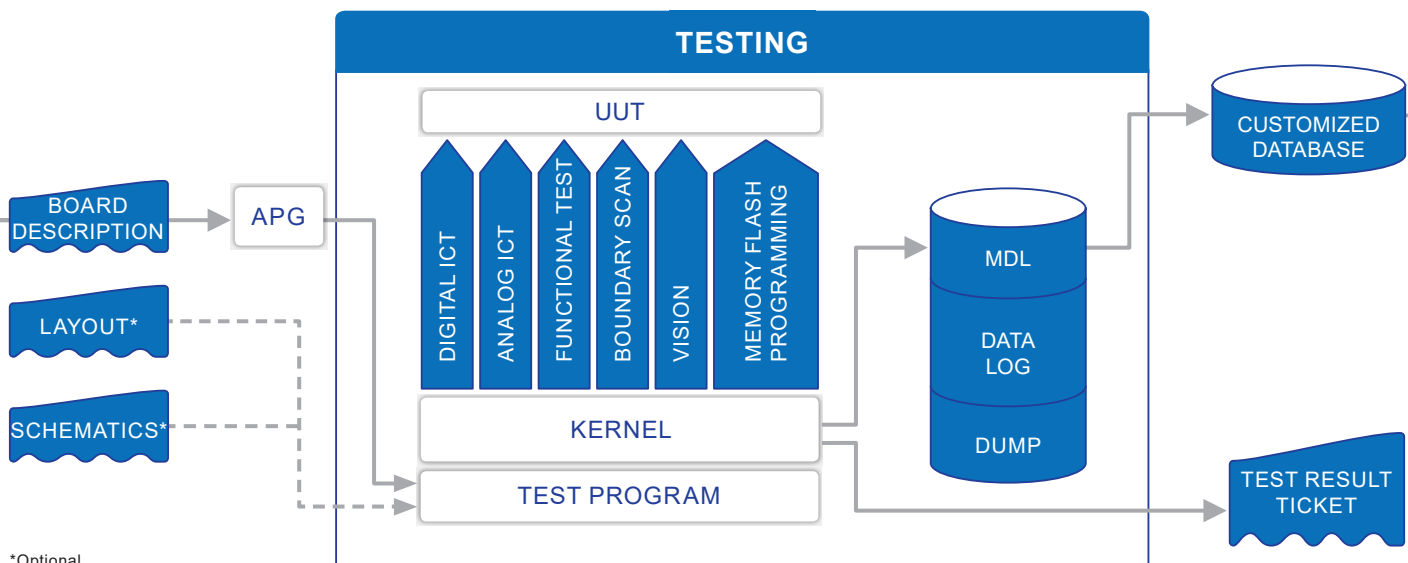 TESTING
UUT
CUSTOMIZED
DATABASE
BOARD
DESCRIPTION
APG
DIGITAL ICT
ANALOG ICT
FUNCTIONAL TEST
BOUNDARY SCAN
VISION
MEMORY FLASH
PROGRAMMING
MDL
LAYOUT*
DATA
LOG
SCHEMATICS*
KERNEL
DUMP
TEST PROGRAM
TEST RESULT
TICKET
*Optional